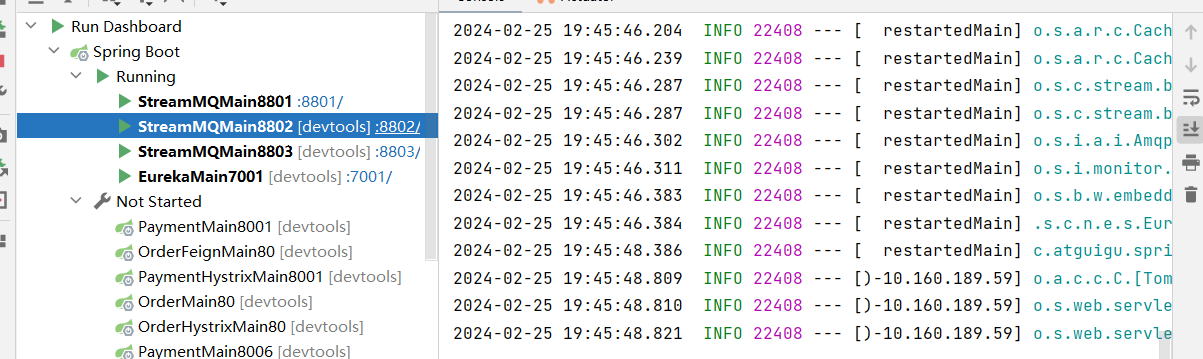 Run Dashboard
Spring Boot
Running
StreamMQMain8801 :8801/
StreamMQMain8802 [devtools] :8802/
StreamMQMain8803 [devtools] :8803/
EurekaMain7001 [devtools] :7001/
Not Started
PaymentMain8001 [devtools]
OrderFeignMain80 [devtools]
PaymentHystrixMain8001 [devtools]
OrderMain80 [devtools]
OrderHystrixMain80 [devtools]
PaymentMain8006 [devtools]
2024-02-25 19:45:46.204  INFO 22408 --- [  restartedMain] o.s.a.r.c.Cach
2024-02-25 19:45:46.239  INFO 22408 --- [  restartedMain] o.s.a.r.c.Cach
2024-02-25 19:45:46.287  INFO 22408 --- [  restartedMain] o.s.c.stream.b
2024-02-25 19:45:46.287  INFO 22408 --- [  restartedMain] o.s.c.stream.b
2024-02-25 19:45:46.302  INFO 22408 --- [  restartedMain] o.s.i.a.i.Amqp
2024-02-25 19:45:46.311  INFO 22408 --- [  restartedMain] o.s.i.monitor.
2024-02-25 19:45:46.383  INFO 22408 --- [  restartedMain] o.s.b.w.embedd
2024-02-25 19:45:46.384  INFO 22408 --- [  restartedMain] .s.c.n.e.s.Eur
2024-02-25 19:45:48.386  INFO 22408 --- [  restartedMain] c.atguigu.spri
2024-02-25 19:45:48.809  INFO 22408 --- [)-10.160.189.59] o.a.c.c.C.[Tom
2024-02-25 19:45:48.810  INFO 22408 --- [)-10.160.189.59] o.s.web.servle
2024-02-25 19:45:48.821  INFO 22408 --- [)-10.160.189.59] o.s.web.servle